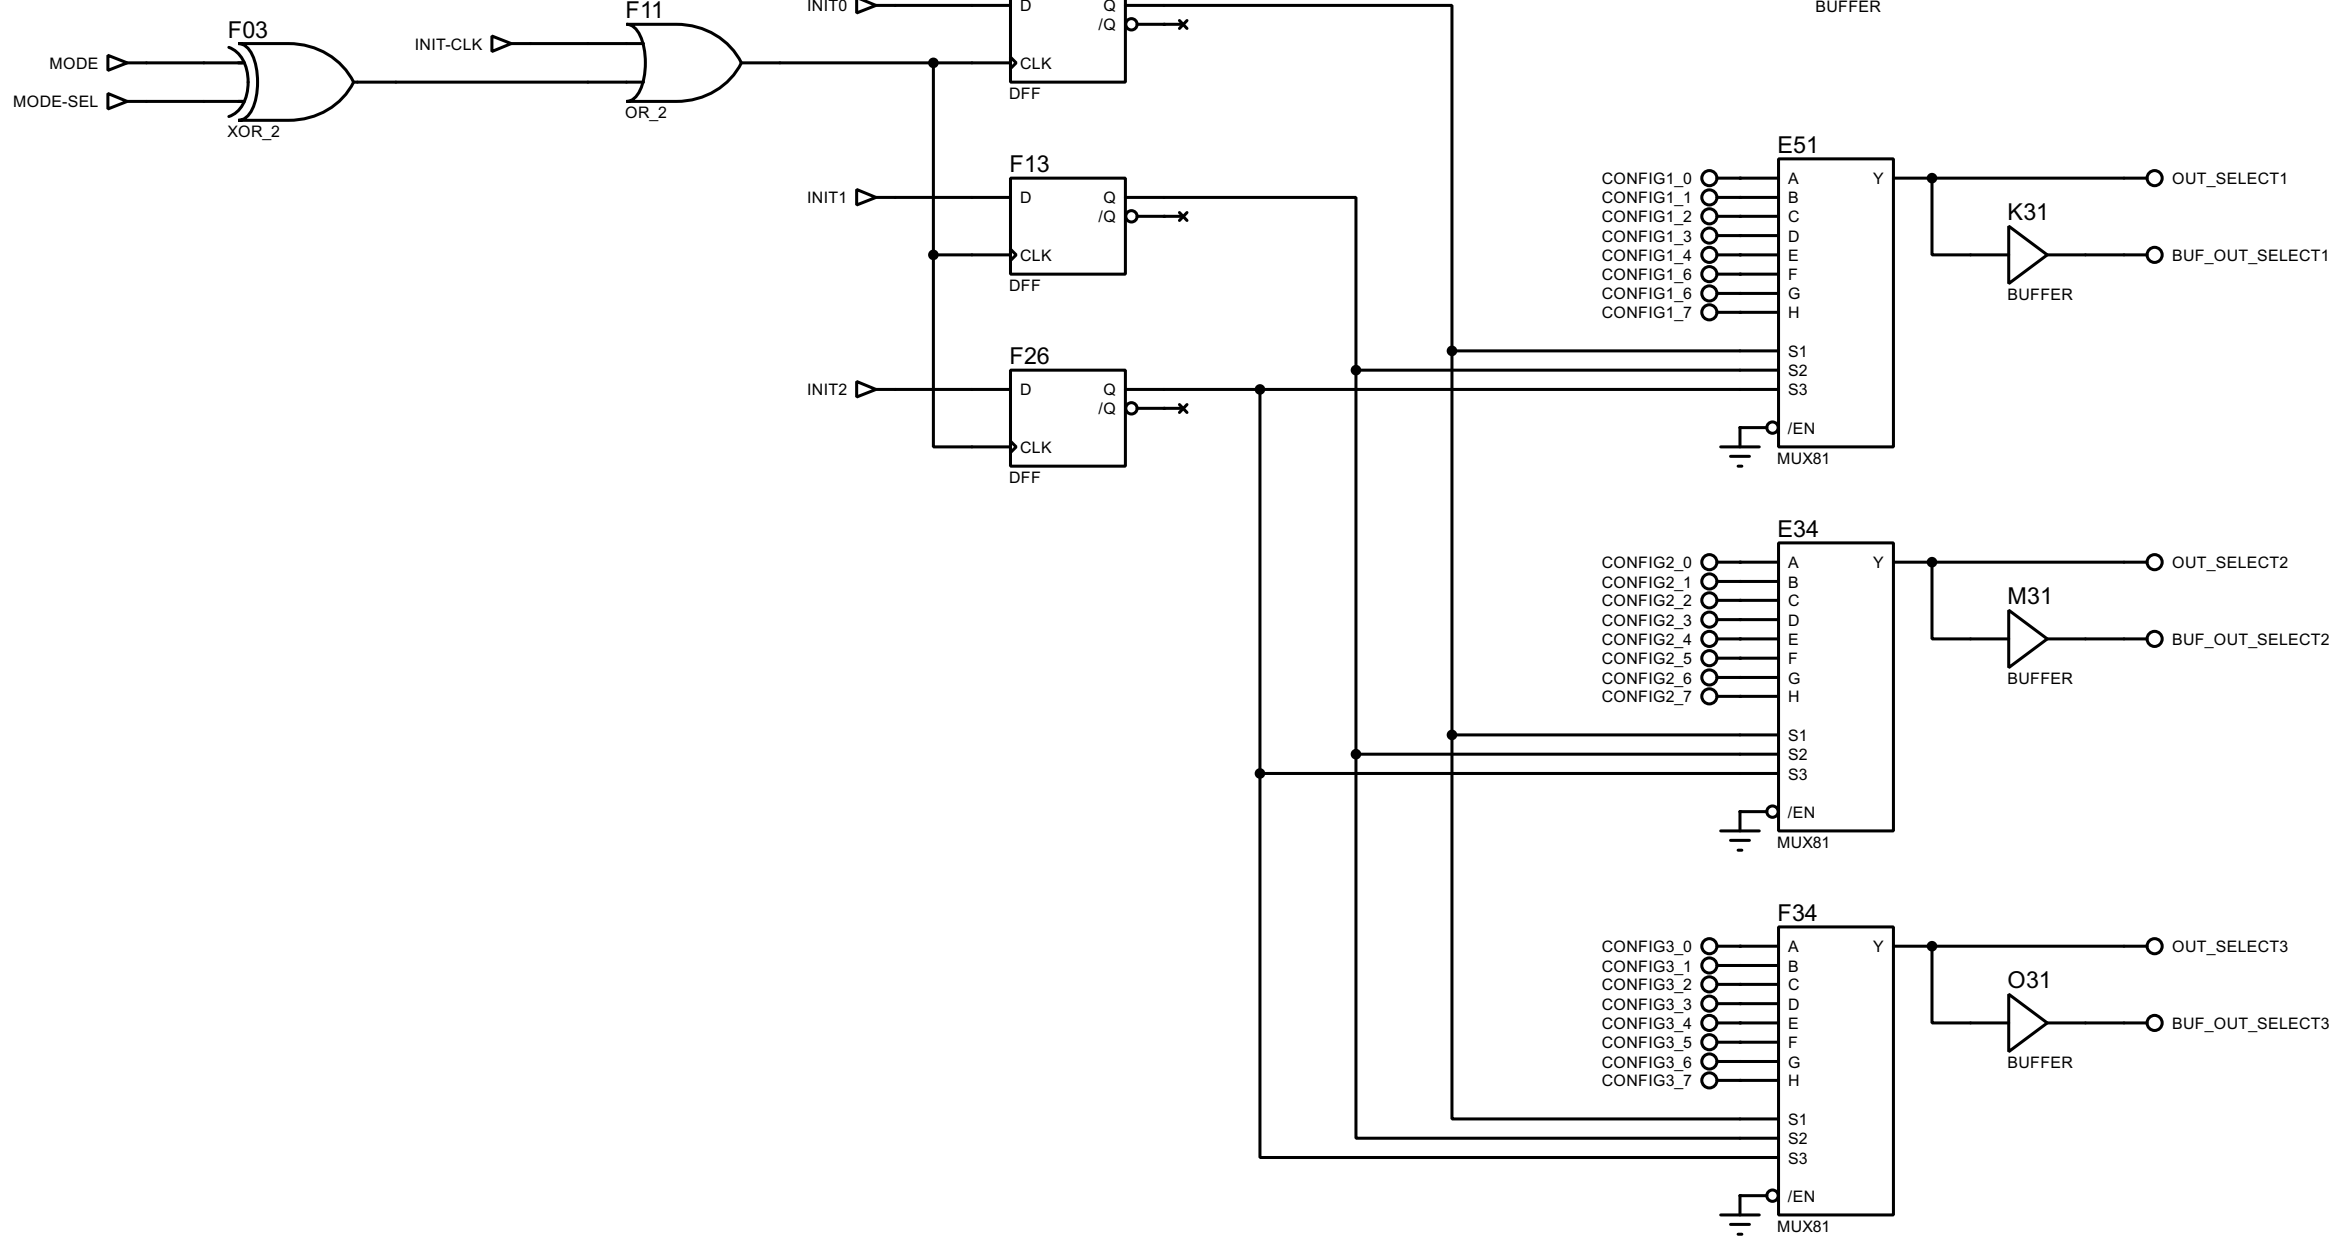 F03
MODE
MODE-SEL
XOR_2
INIT-CLK
F11
OR_2
INIT0
D
Q
/Q
CLK
DFF
BUFFER
INIT1
F13
D
Q
/Q
CLK
DFF
INIT2
F26
D
Q
/Q
CLK
DFF
E51
CONFIG1_0 A Y
CONFIG1_1 B
CONFIG1_2 C
CONFIG1_3 D
CONFIG1_4 E
CONFIG1_6 F
CONFIG1_6 G
CONFIG1_7 H
S1
S2
S3
/EN
MUX81
OUT_SELECT1
K31
BUF_OUT_SELECT1
BUFFER
E34
CONFIG2_0 A Y
CONFIG2_1 B
CONFIG2_2 C
CONFIG2_3 D
CONFIG2_4 E
CONFIG2_5 F
CONFIG2_6 G
CONFIG2_7 H
S1
S2
S3
/EN
MUX81
OUT_SELECT2
M31
BUF_OUT_SELECT2
BUFFER
F34
CONFIG3_0 A Y
CONFIG3_1 B
CONFIG3_2 C
CONFIG3_3 D
CONFIG3_4 E
CONFIG3_5 F
CONFIG3_6 G
CONFIG3_7 H
S1
S2
S3
/EN
MUX81
OUT_SELECT3
O31
BUF_OUT_SELECT3
BUFFER